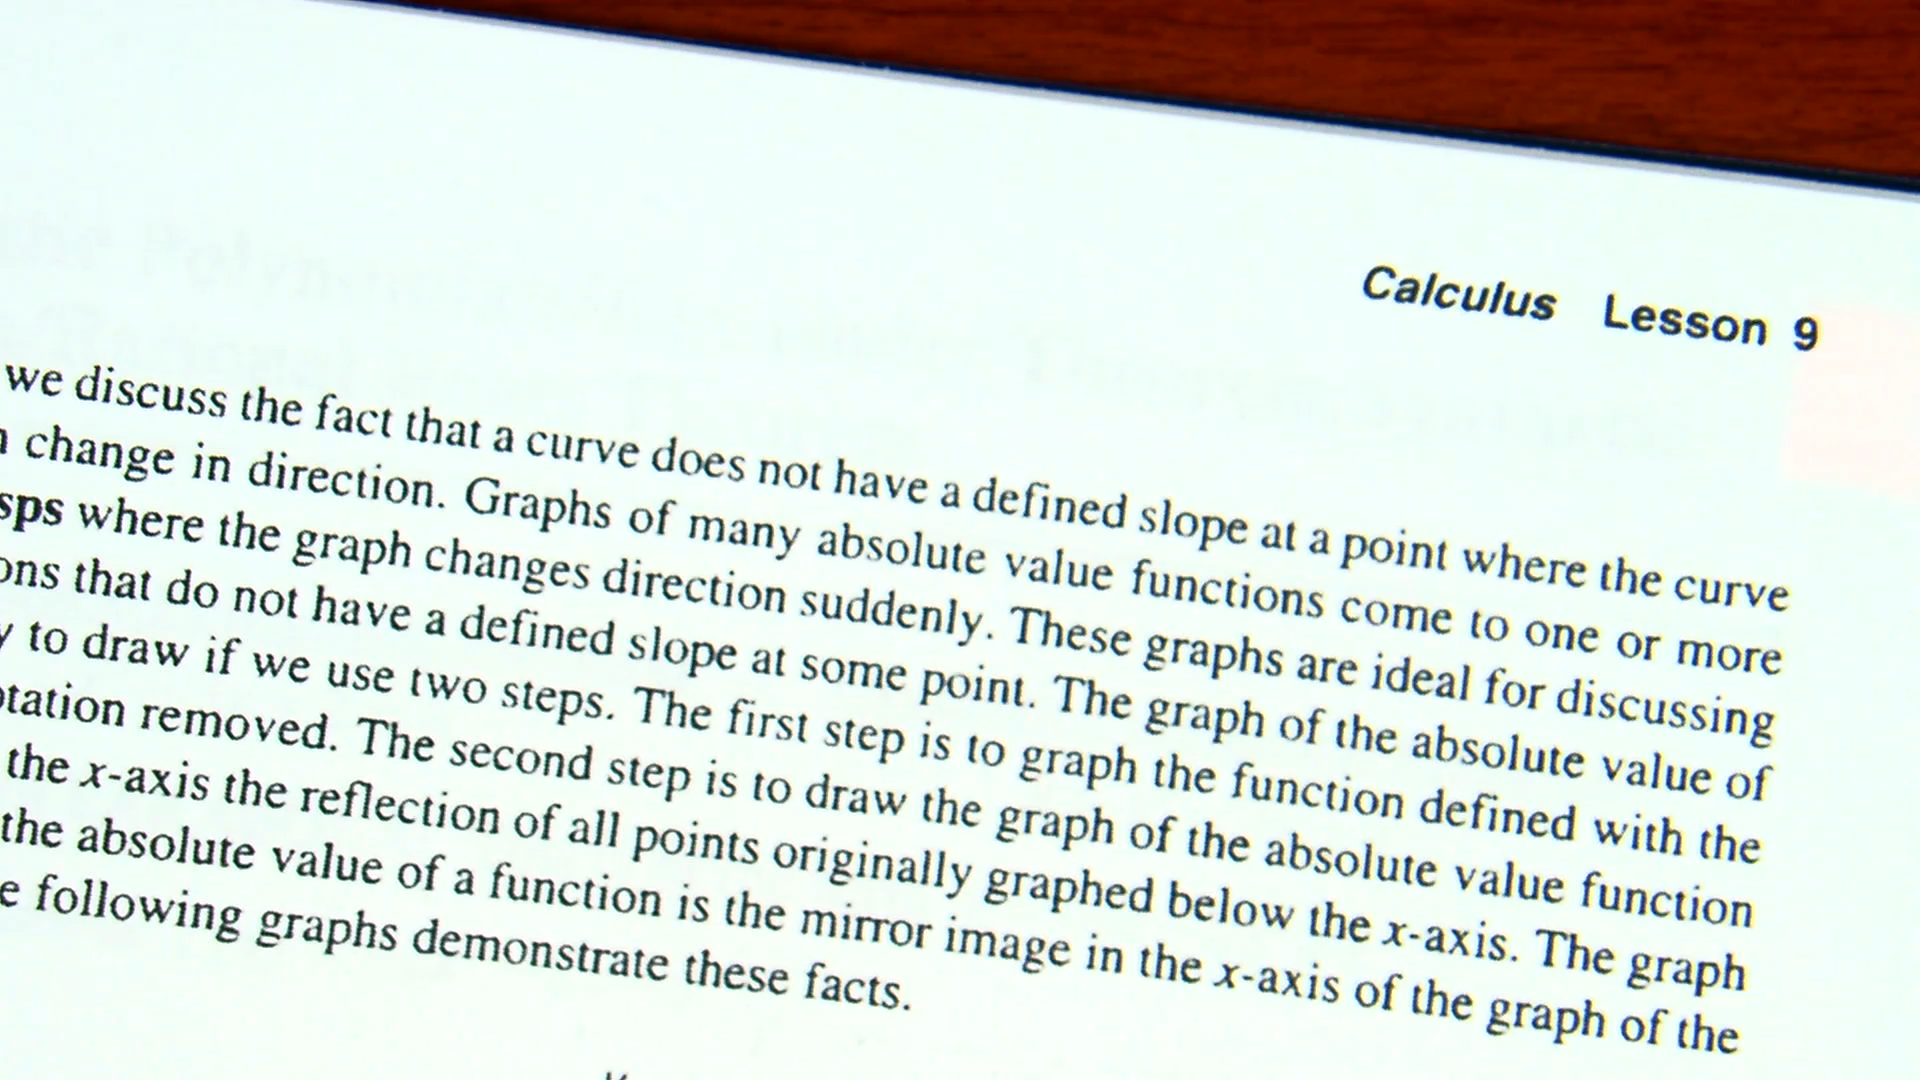 Calculus Lesson 9
we discuss the fact that a curve does not have a defined slope at a point where the curve
change in direction. Graphs of many absolute value functions come to one or more
sps where the graph changes direction suddenly. These graphs are ideal for discussing
ons that do not have a defined slope at some point. The graph of the absolute value of
y to draw if we use two steps. The first step is to graph the function defined with the
tation removed. The second step is to draw the graph of the absolute value function
the x-axis the reflection of all points originally graphed below the x-axis. The graph
the absolute value of a function is the mirror image in the x-axis of the graph of the
e following graphs demonstrate these facts.